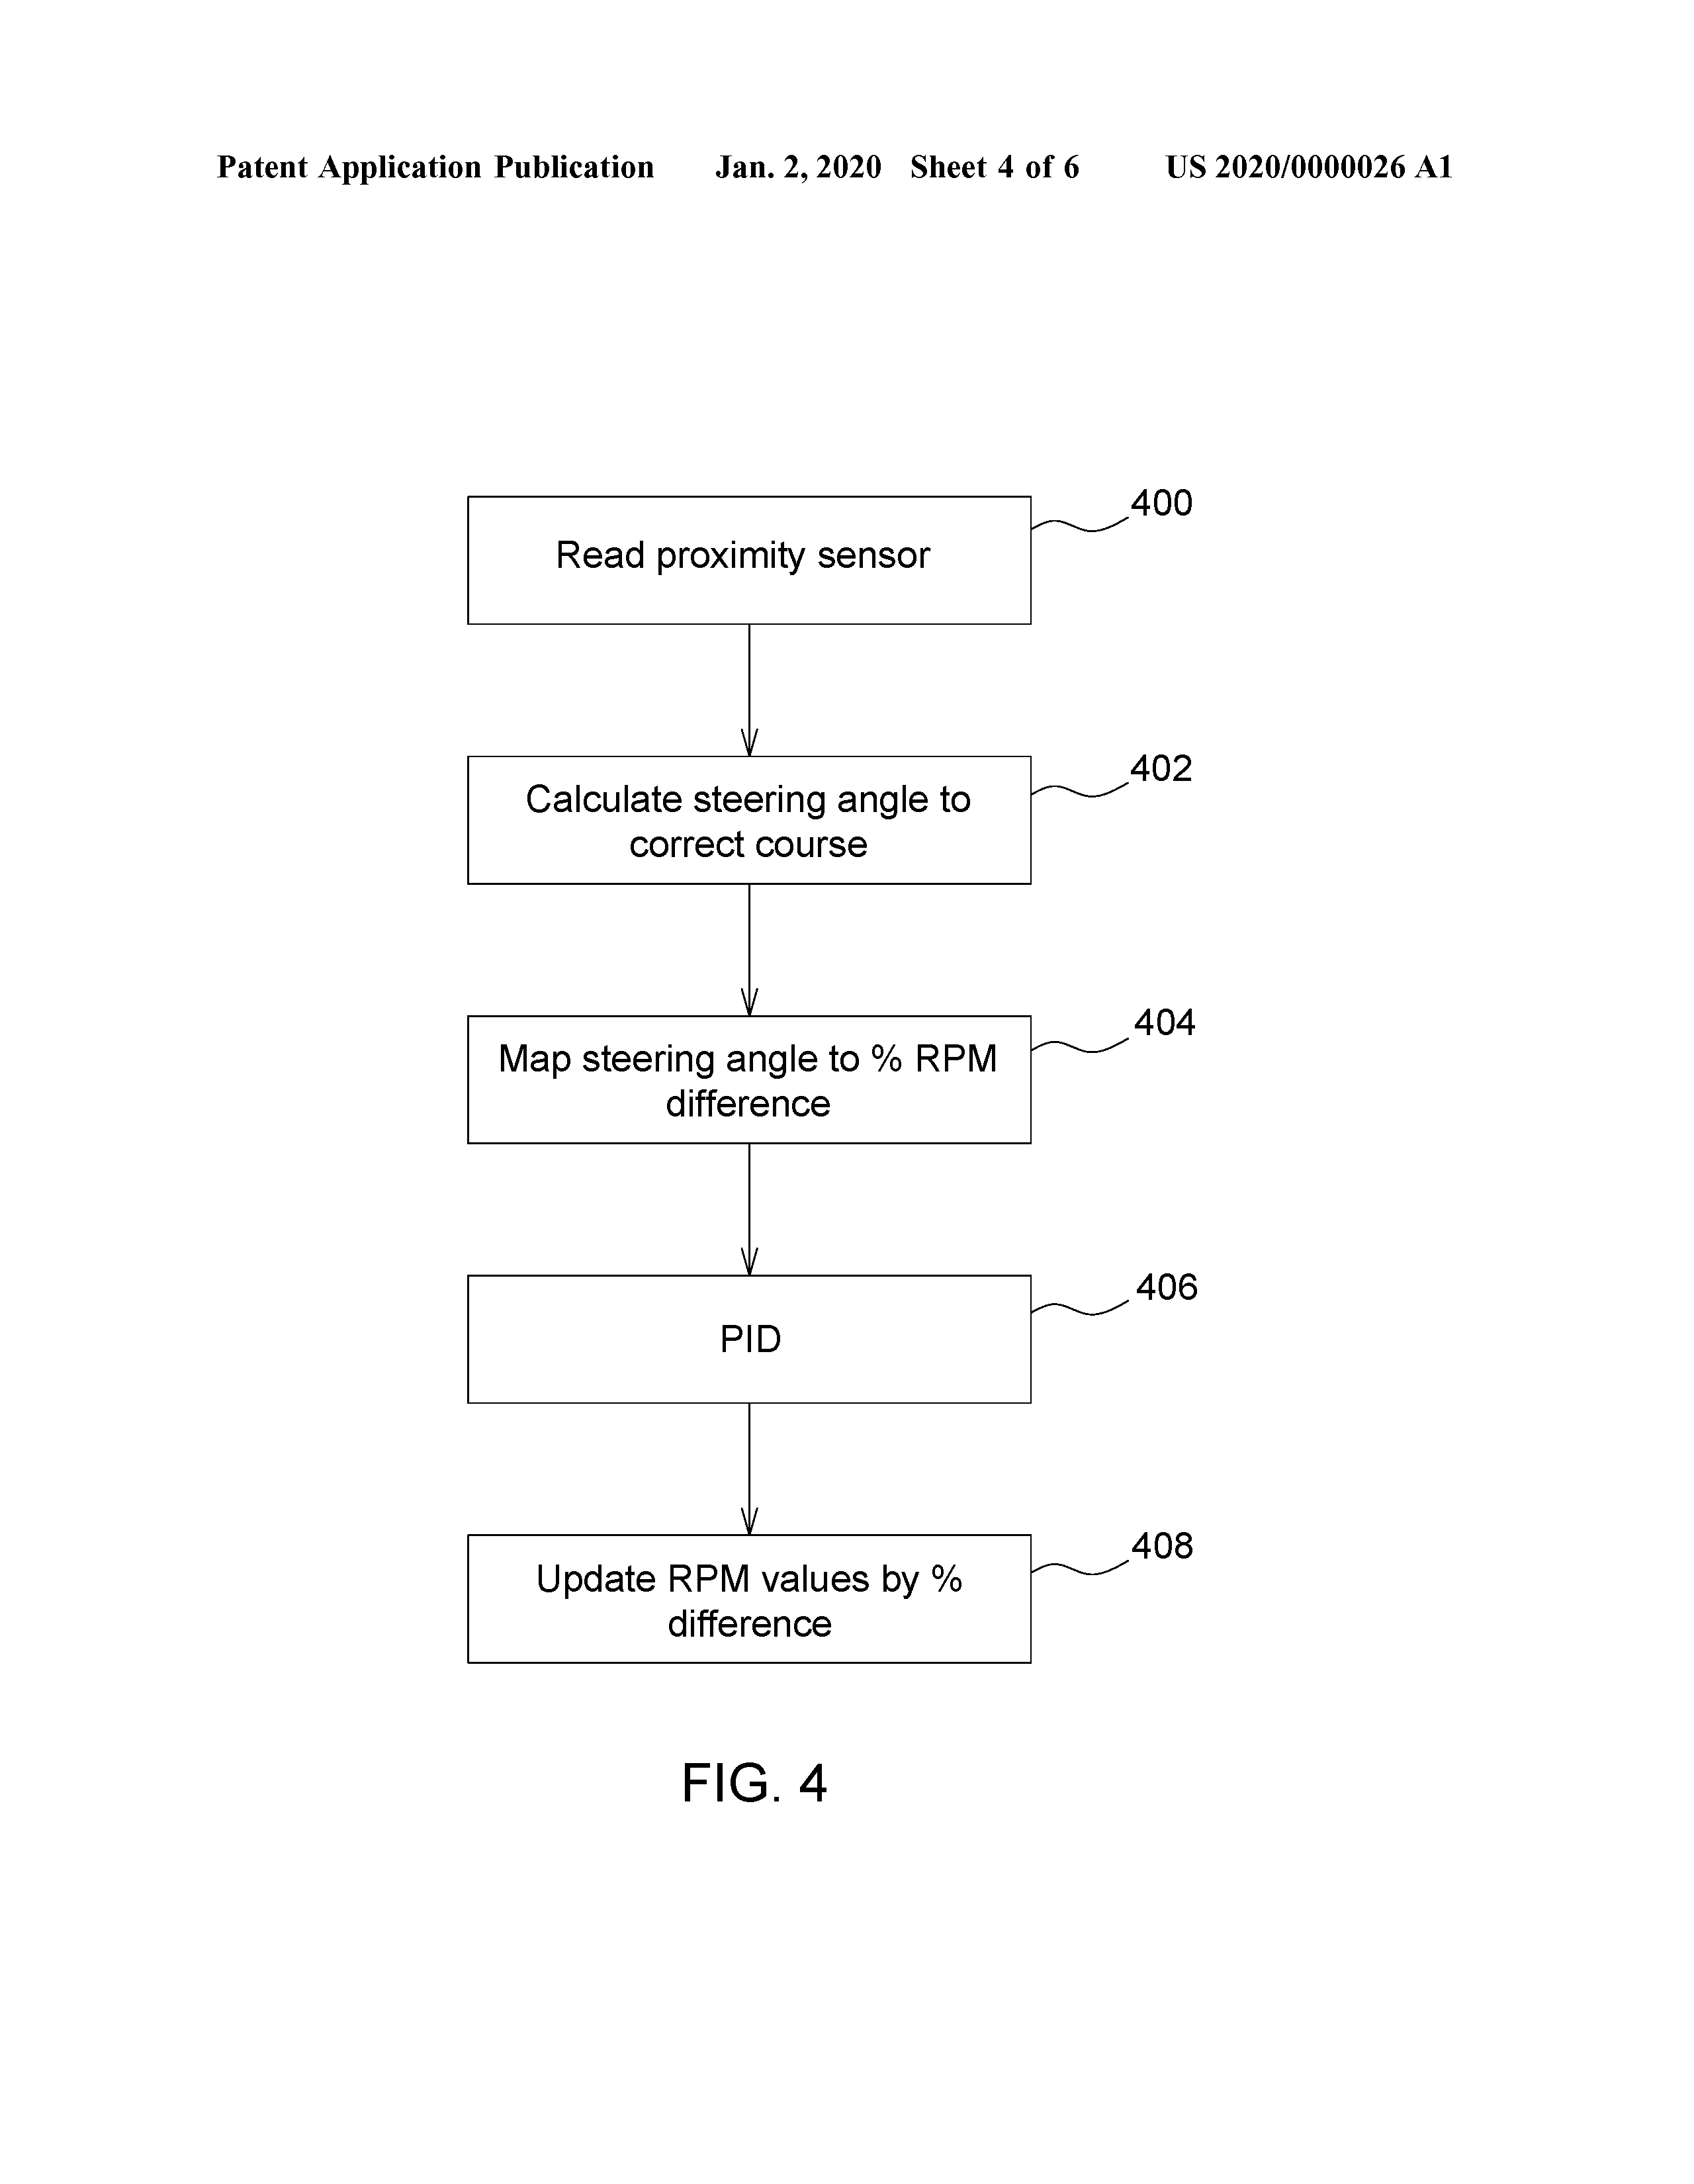 Patent Application Publication Jan. 2, 2020 Sheet 4 of 6 US 2020/0000026 A1
400
Read proximity sensor
402
Calculate steering angle to
correct course
404
Map steering angle to % RPM
difference
406
PID
408
Update RPM values by %
difference
FIG. 4